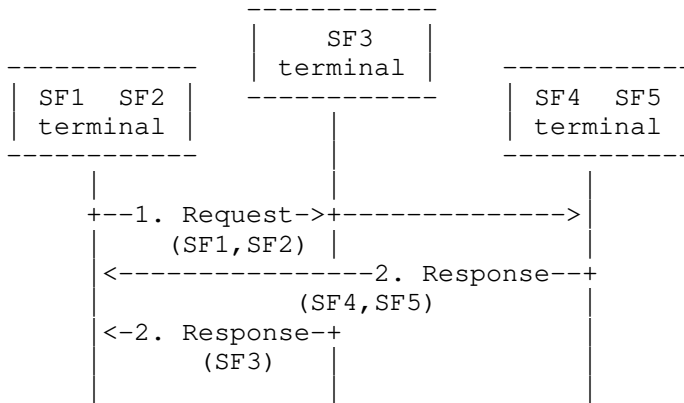 SF3
terminal
SF1 SF2
terminal
SF4 SF5
terminal
1. Request
(SF1,SF2)
2. Response
(SF4,SF5)
2. Response
(SF3)